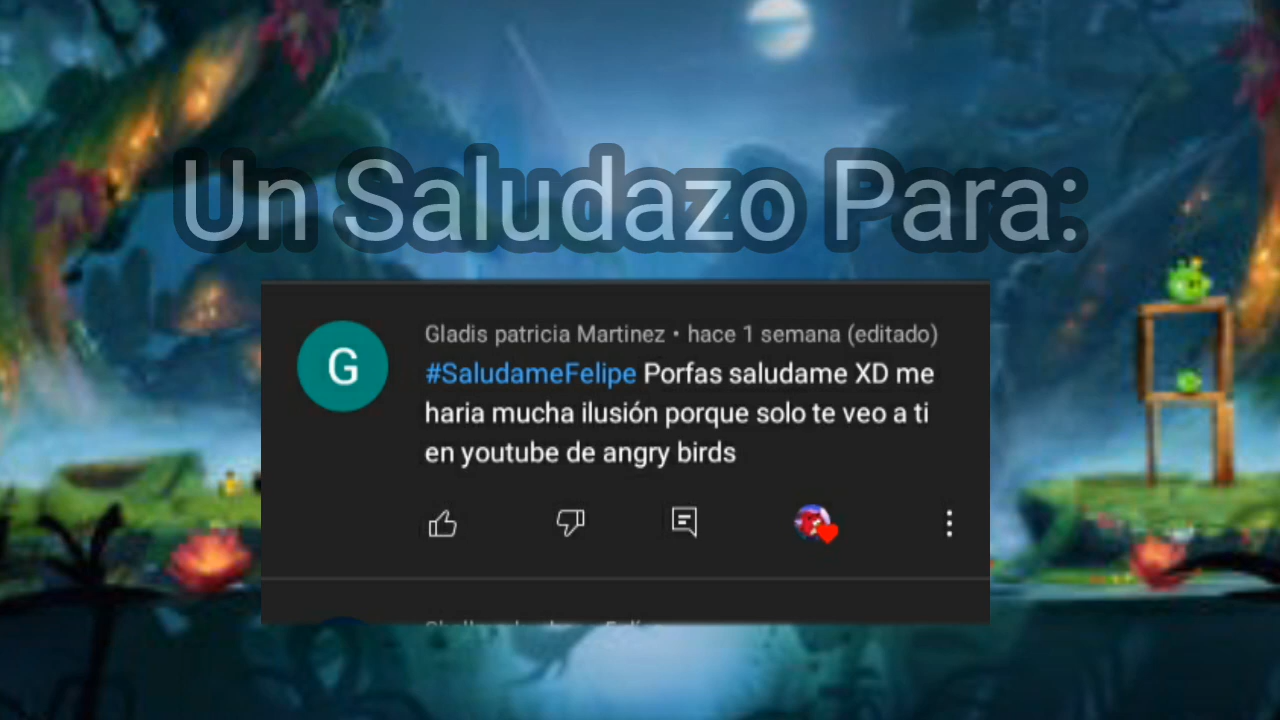 Un Saludazo Para:
G
Gladis patricia Martinez • hace 1 semana (editado)
#SaludameFelipe Porfas saludame XD me
haria mucha ilusión porque solo te veo a ti
en youtube de angry birds